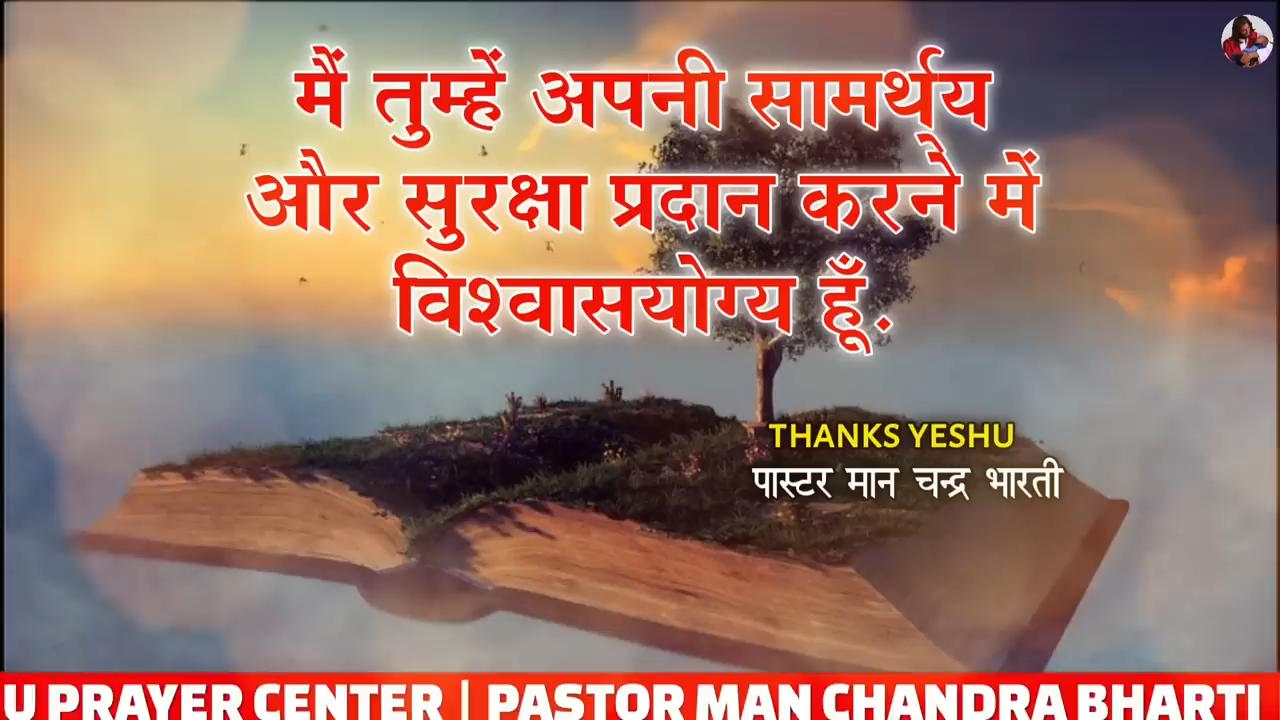 मैं तुम्हें अपनी सामर्थ्य
और सुरक्षा प्रदान करने में
विश्वासयोग्य हूँ.
THANKS YESHU
पास्टर मान चन्द्र भारती
U PRAYER CENTER | PASTOR MAN CHANDRA BHARTI